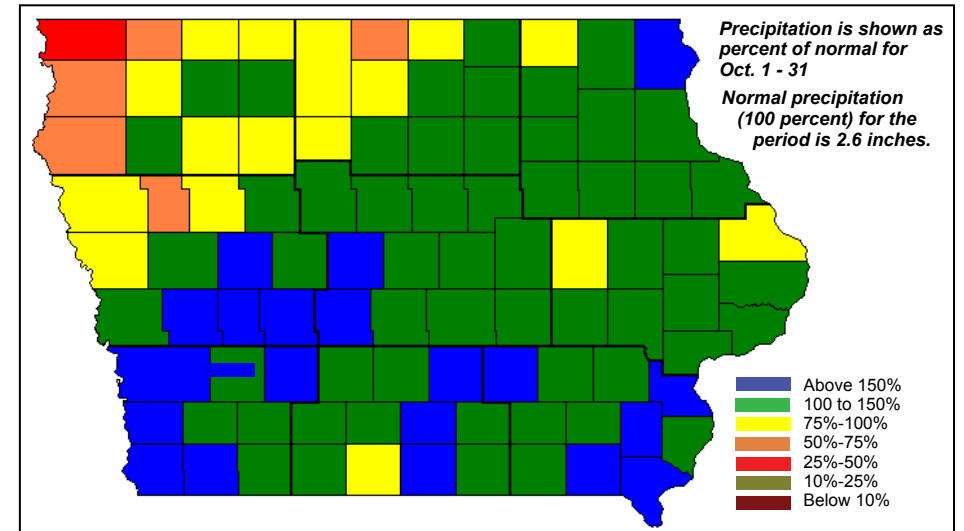 Precipitation is shown as
percent of normal for
Oct. 1 - 31
Normal precipitation
(100 percent) for the
period is 2.6 inches.
Above 150%
100 to 150%
75%-100%
50%-75%
25%-50%
10%-25%
Below 10%